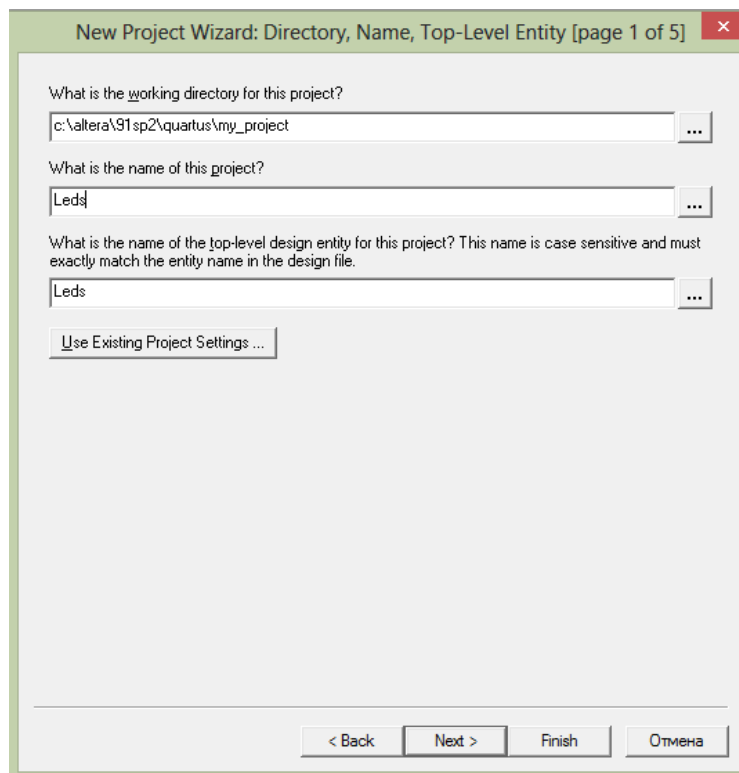 New Project Wizard: Directory, Name, Top-Level Entity [page 1 of 5]
What is the working directory for this project?
c:\altera\91sp2\quartus\my_project
...
What is the name of this project?
Leds
...
What is the name of the top-level design entity for this project? This name is case sensitive and must
exactly match the entity name in the design file.
Leds
...
Use Existing Project Settings ...
< Back
Next >
Finish
Отмена